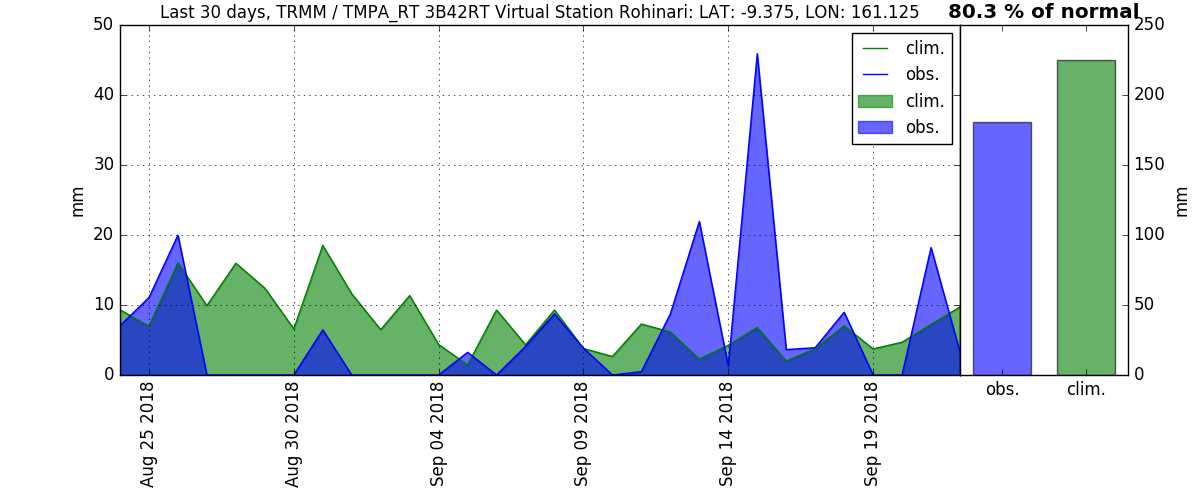 Last 30 days, TRMM / TMPA_RT 3B42RT Virtual Station Rohinari: LAT: -9.375, LON: 161.125
80.3 % of normal
50
40
30
20
10
0
mm
clim.
obs.
clim.
obs.
250
200
150
100
50
0
mm
Aug 25 2018
Aug 30 2018
Sep 04 2018
Sep 09 2018
Sep 14 2018
Sep 19 2018
obs.
clim.